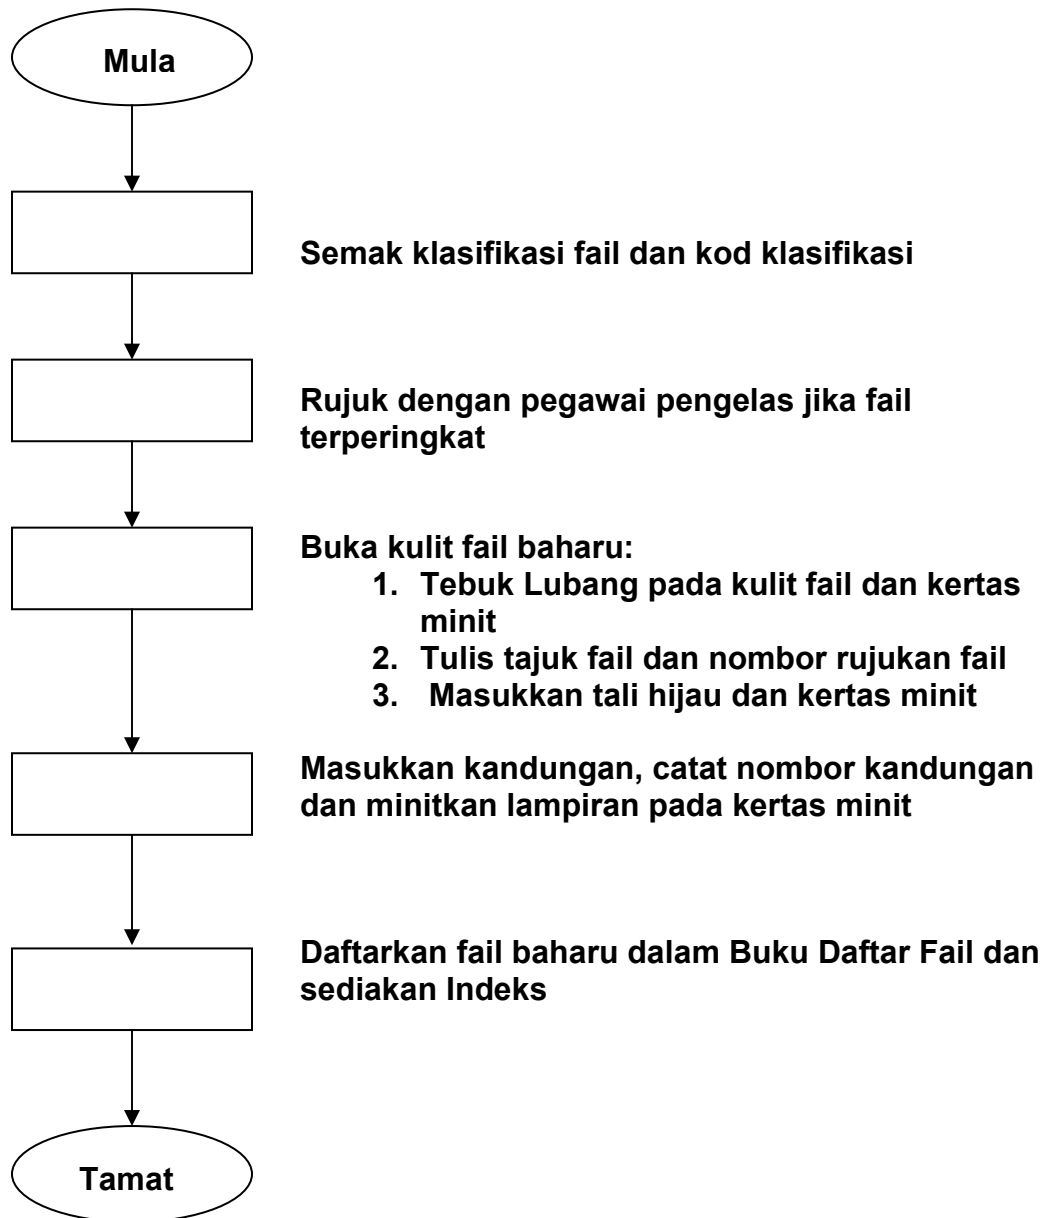 Mula
Semak klasifikasi fail dan kod klasifikasi
Rujuk dengan pegawai pengelas jika fail
terperingkat
Buka kulit fail baharu:
1. Tebuk Lubang pada kulit fail dan kertas
minit
2. Tulis tajuk fail dan nombor rujukan fail
3. Masukkan tali hijau dan kertas minit
Masukkan kandungan, catat nombor kandungan
dan minitkan lampiran pada kertas minit
Daftarkan fail baharu dalam Buku Daftar Fail dan
sediakan Indeks
Tamat